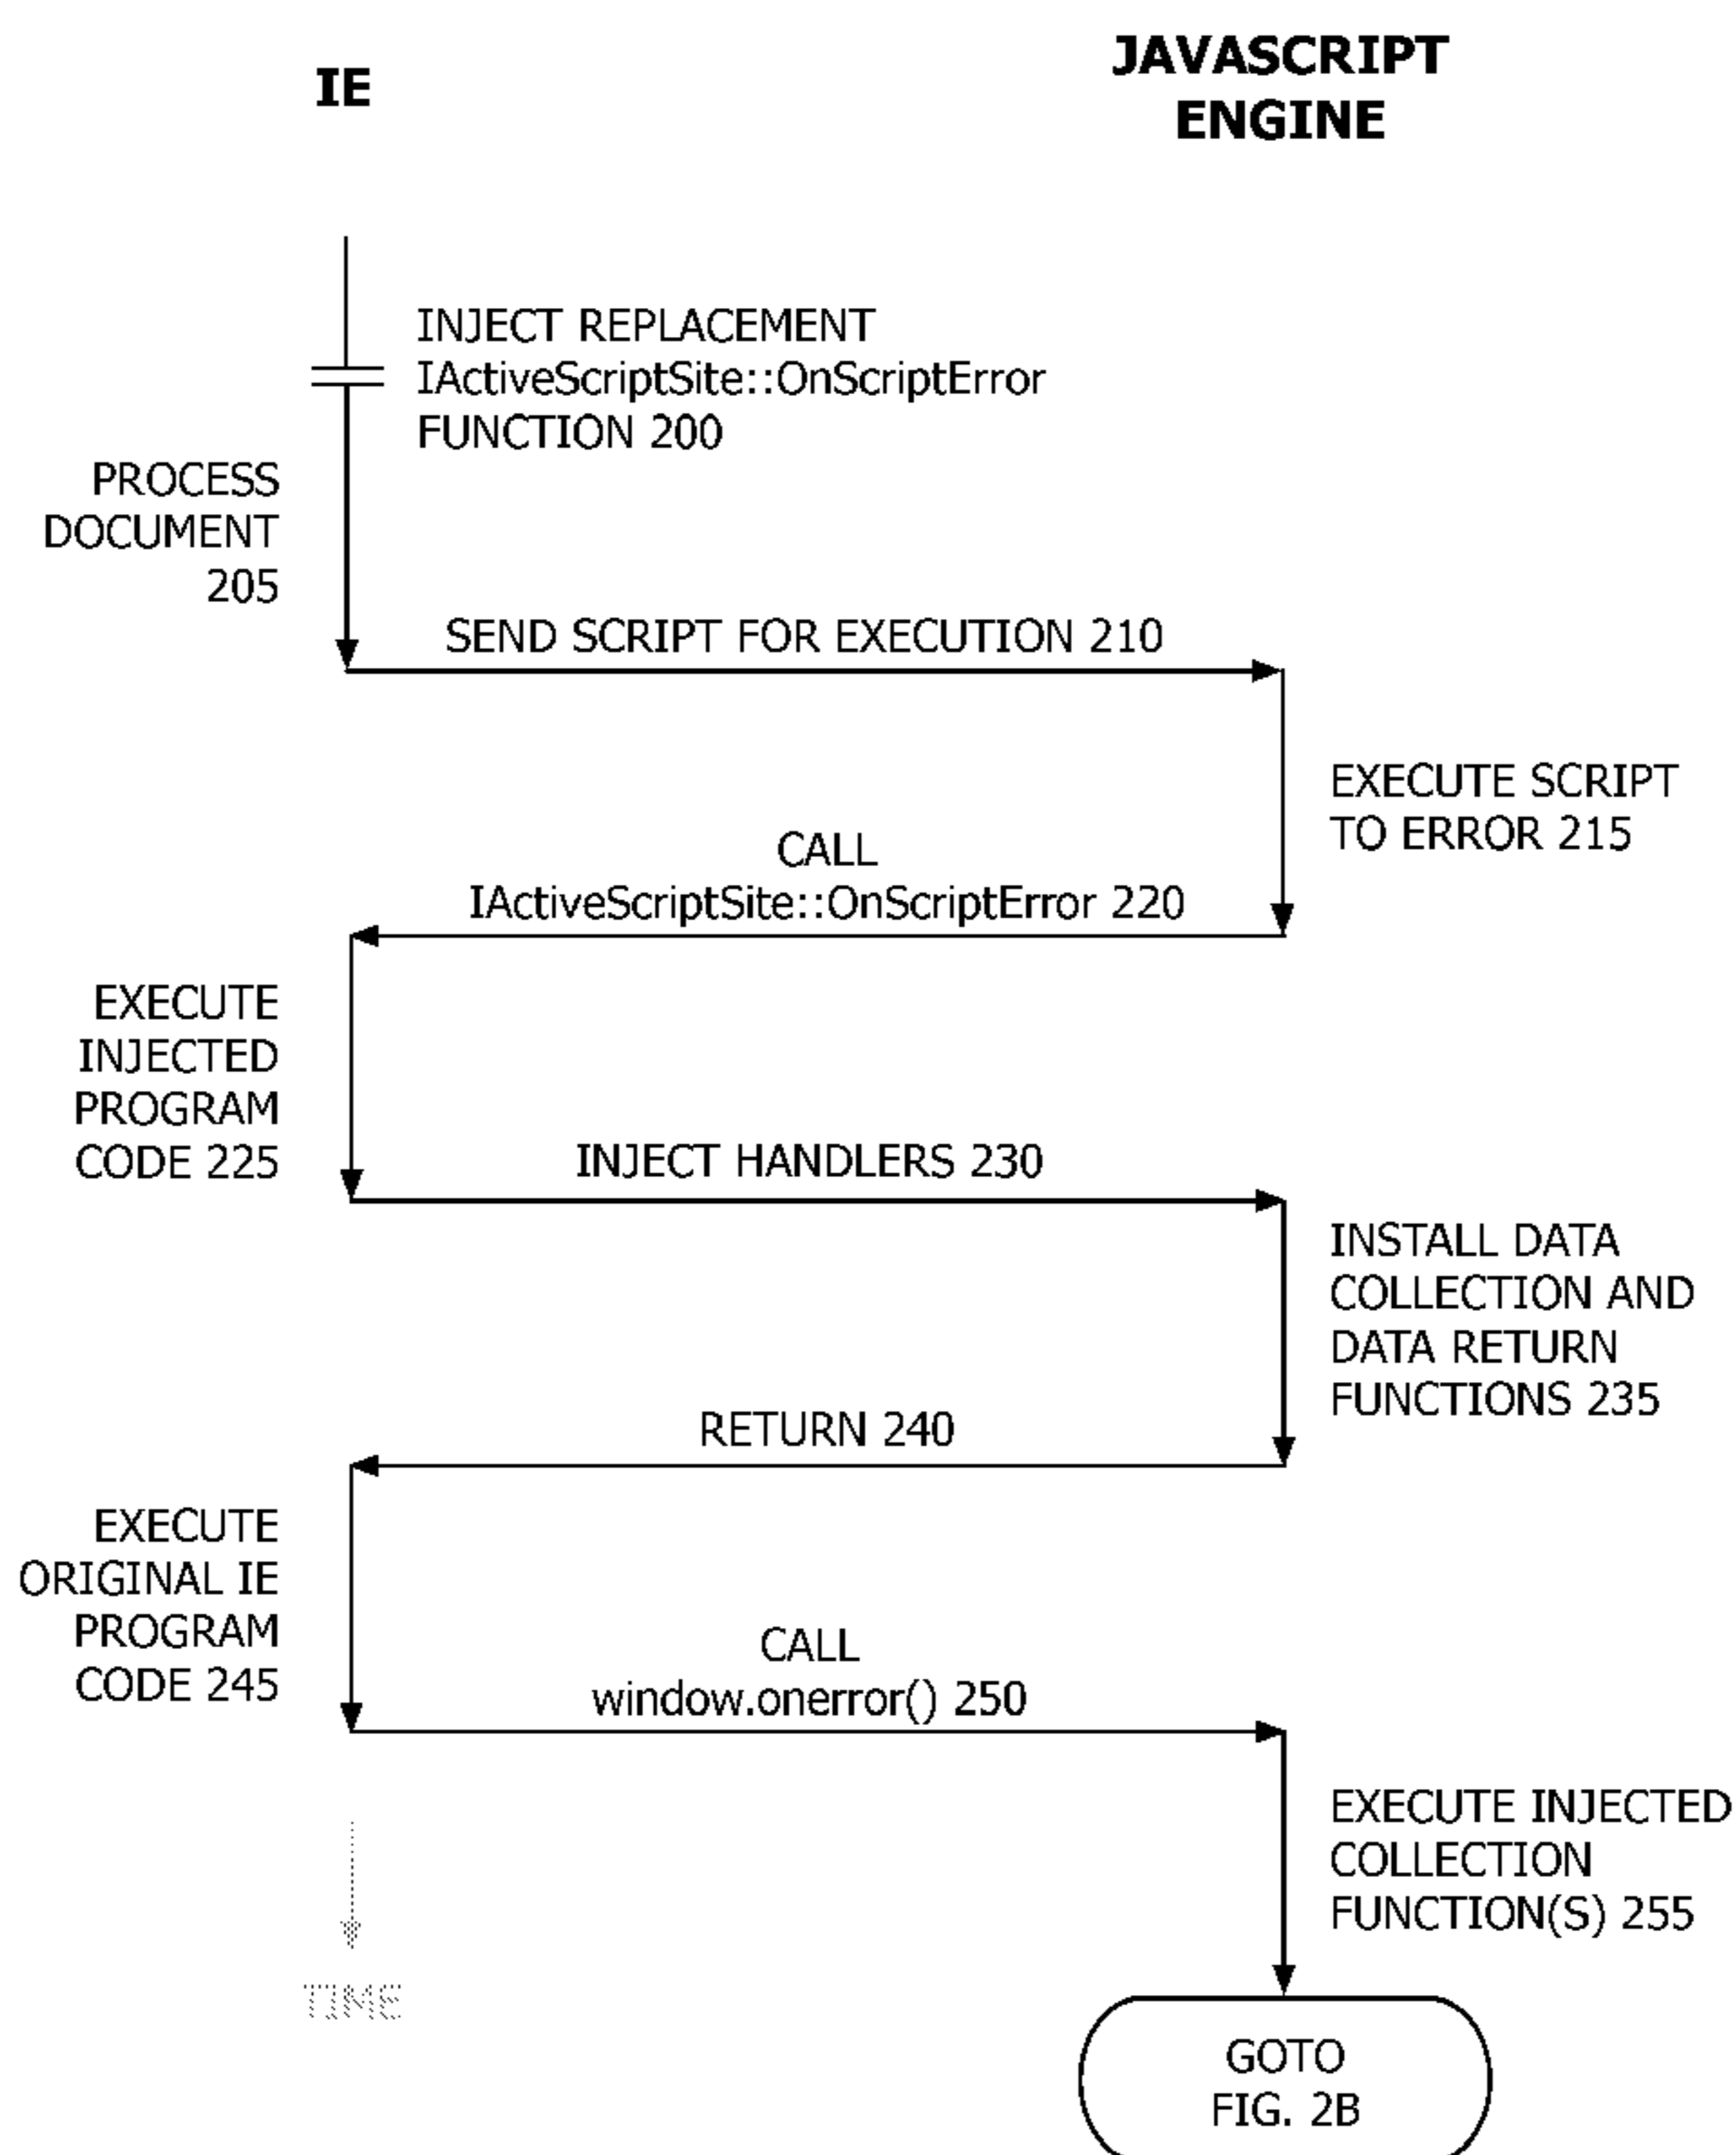 IE
JAVASCRIPT
ENGINE
INJECT REPLACEMENT
IActiveScriptSite::OnScriptError
FUNCTION 200
PROCESS
DOCUMENT
205
SEND SCRIPT FOR EXECUTION 210
EXECUTE SCRIPT
TO ERROR 215
CALL
IActiveScriptSite::OnScriptError 220
EXECUTE
INJECTED
PROGRAM
CODE 225
INJECT HANDLERS 230
INSTALL DATA
COLLECTION AND
DATA RETURN
FUNCTIONS 235
RETURN 240
EXECUTE
ORIGINAL IE
PROGRAM
CODE 245
CALL
window.onerror() 250
EXECUTE INJECTED
COLLECTION
FUNCTION(S) 255
TIME
GOTO
FIG. 2B